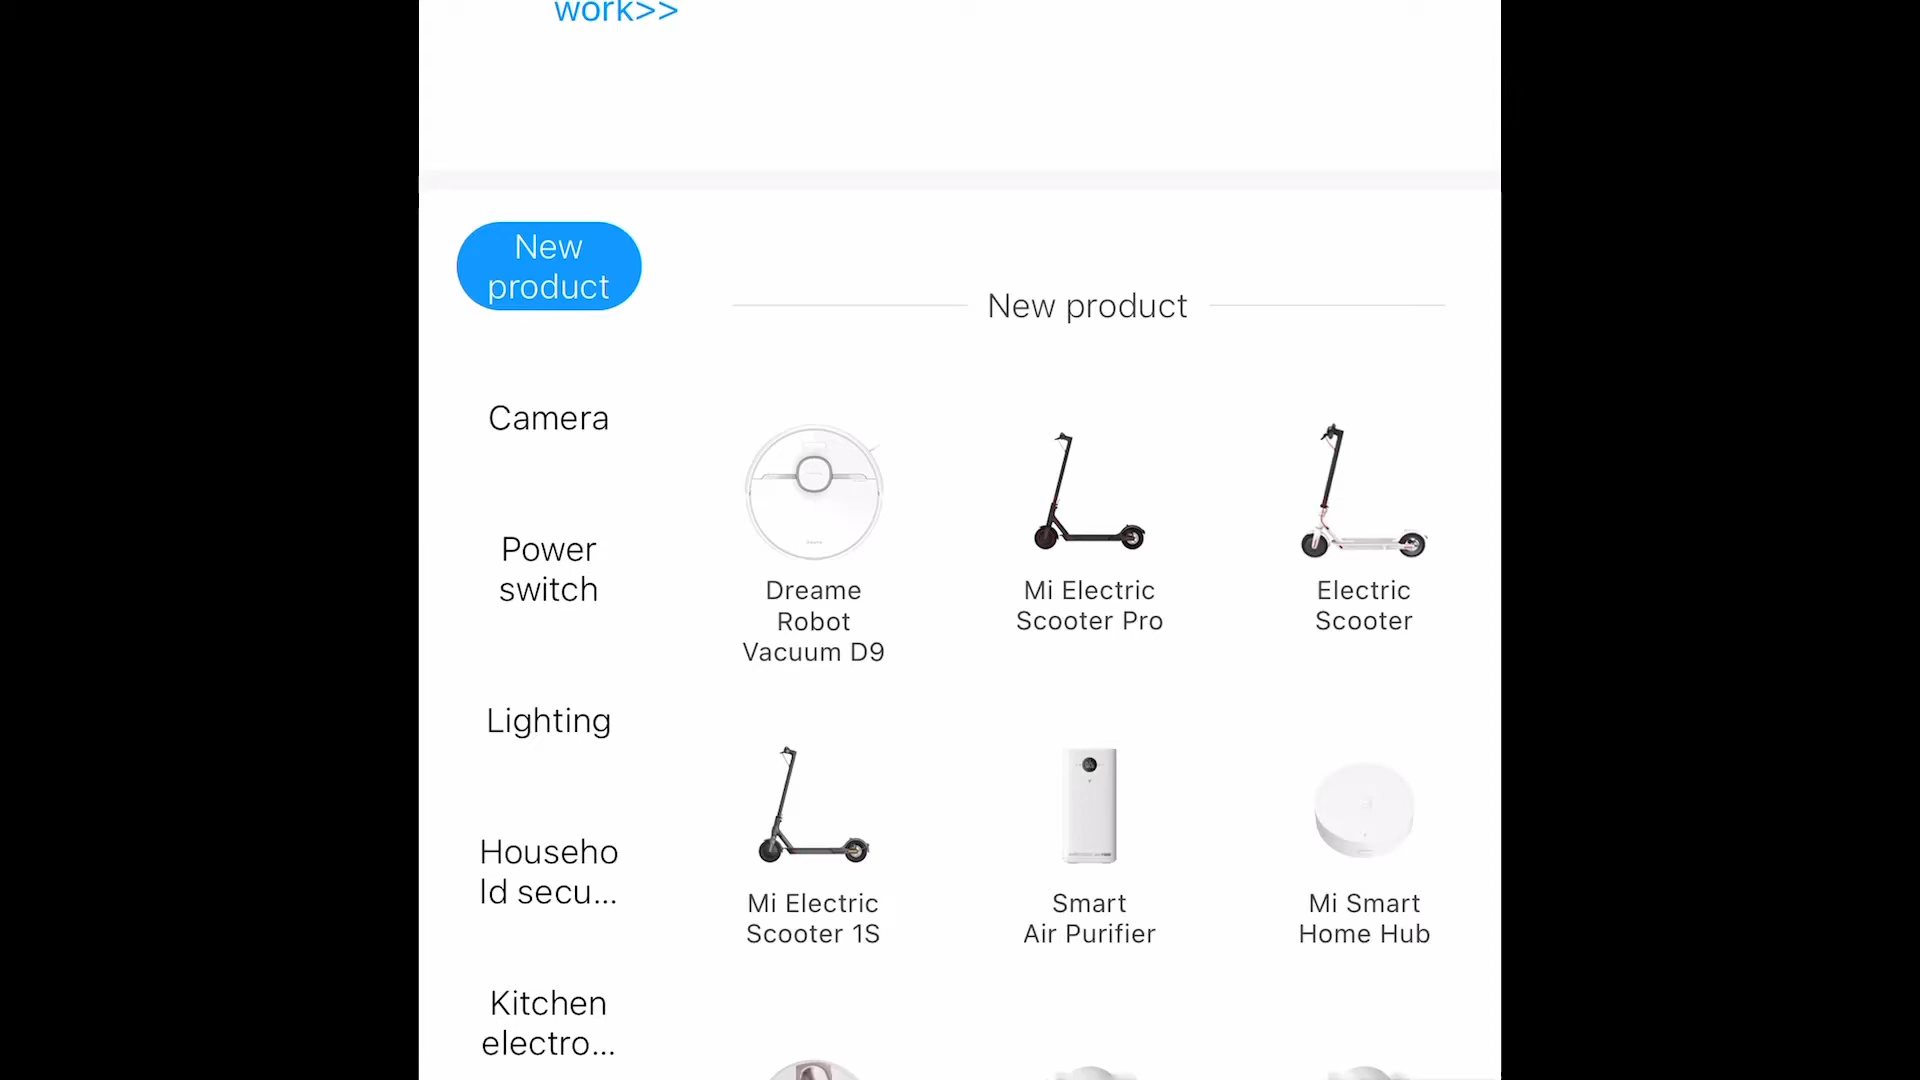 work>>
New
product
New product
Camera
Power
switch
Lighting
Househo
ld secu...
Kitchen
electro...
Dreame
Robot
Vacuum D9
Mi Electric
Scooter Pro
Electric
Scooter
Mi Electric
Scooter 1S
Smart
Air Purifier
Mi Smart
Home Hub